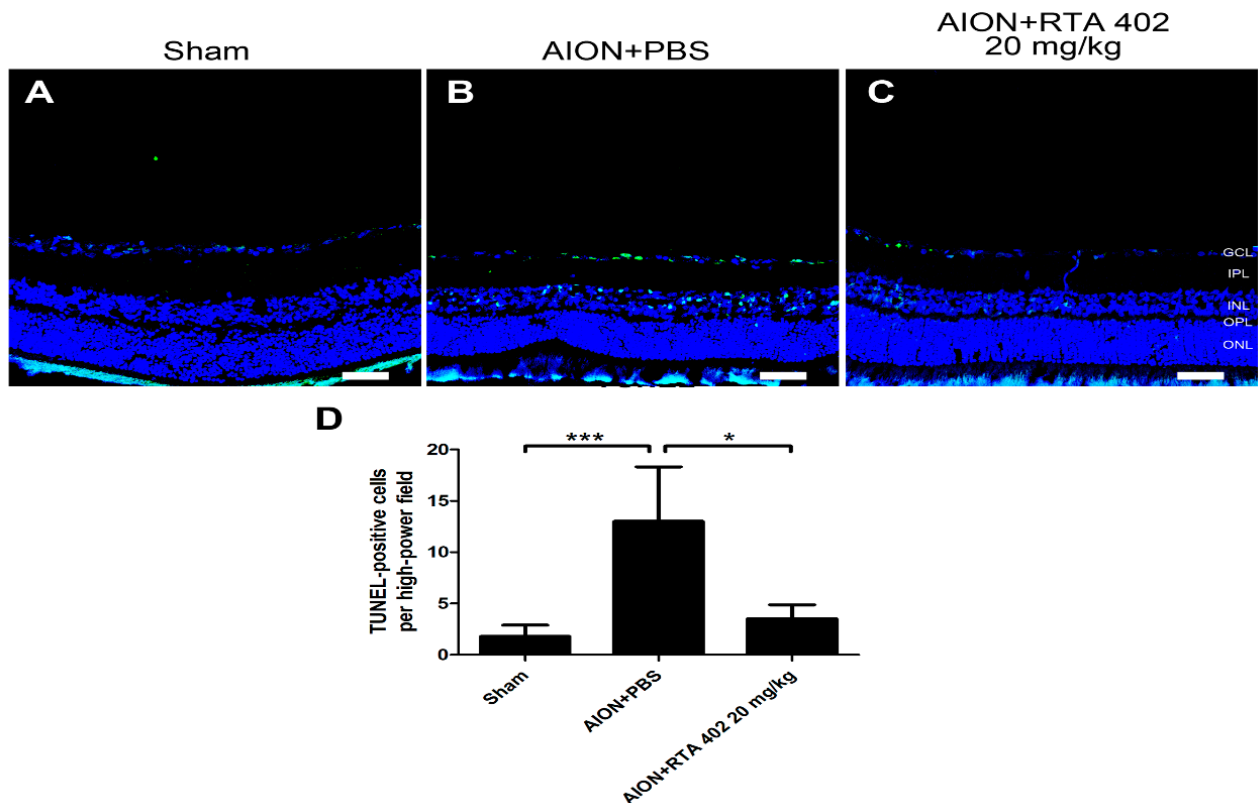 Sham
AION+PBS
AION+RTA 402
20 mg/kg
A
B
C
GCL
IPL
INL
OPL
ONL
D
***
*
TUNEL-positive cells
per high-power field
20
15
10
5
0
Sham
AION+PBS
AION+RTA 402 20 mg/kg